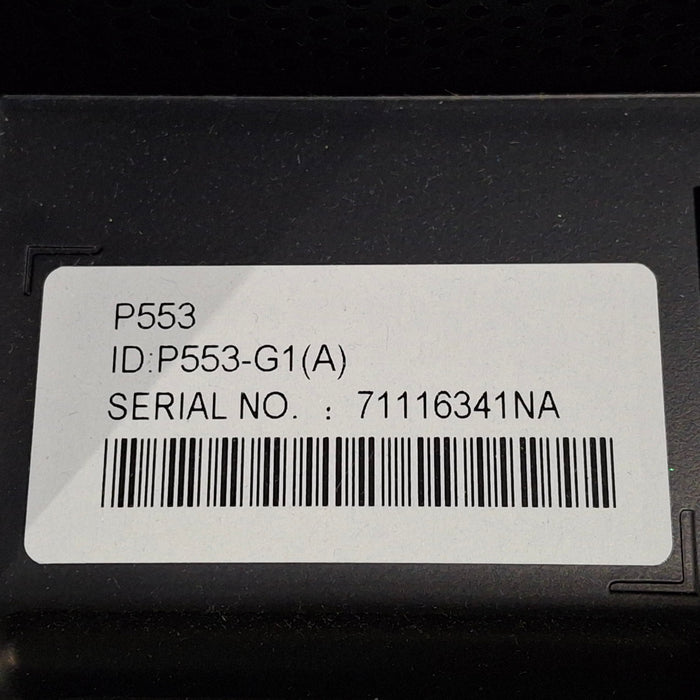 P553
ID:P553-G1(A)
SERIAL NO. : 71116341NA